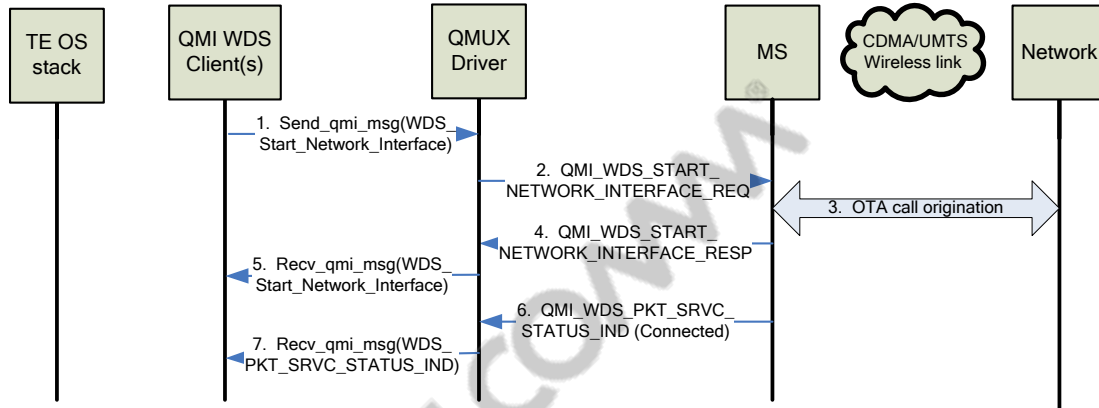 TE OS
stack
QMI WDS
Client(s)
QMUX
Driver
MS
CDMA/UMTS
Wireless link
Network
1. Send_qmi_msg(WDS_
Start_Network_Interface)
2. QMI_WDS_START_
NETWORK_INTERFACE_REQ
3. OTA call origination
4. QMI_WDS_START_
NETWORK_INTERFACE_RESP
5. Recv_qmi_msg(WDS_
Start_Network_Interface)
6. QMI_WDS_PKT_SRVC_
STATUS_IND (Connected)
7. Recv_qmi_msg(WDS_
PKT_SRVC_STATUS_IND)